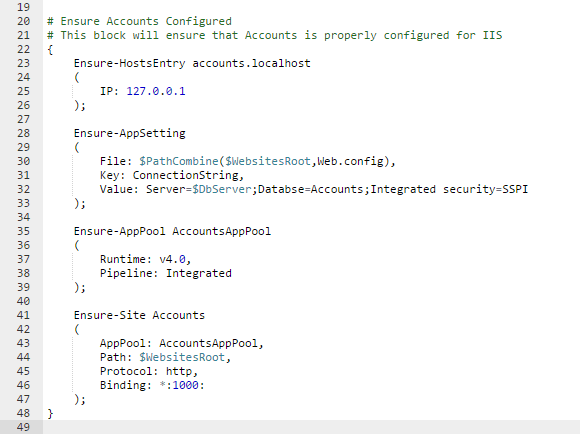 19
20 # Ensure Accounts Configured
21 # This block will ensure that Accounts is properly configured for IIS
22 {
23     Ensure-HostsEntry accounts.localhost
24     (
25         IP: 127.0.0.1
26     );
27
28     Ensure-AppSetting
29     (
30         File: $PathCombine($WebsitesRoot,Web.config),
31         Key: ConnectionString,
32         Value: Server=$DbServer;Databse=Accounts;Integrated security=SSPI
33     );
34
35     Ensure-AppPool AccountsAppPool
36     (
37         Runtime: v4.0,
38         Pipeline: Integrated
39     );
40
41     Ensure-Site Accounts
42     (
43         AppPool: AccountsAppPool,
44         Path: $WebsitesRoot,
45         Protocol: http,
46         Binding: *:1000:
47     );
48 }
49